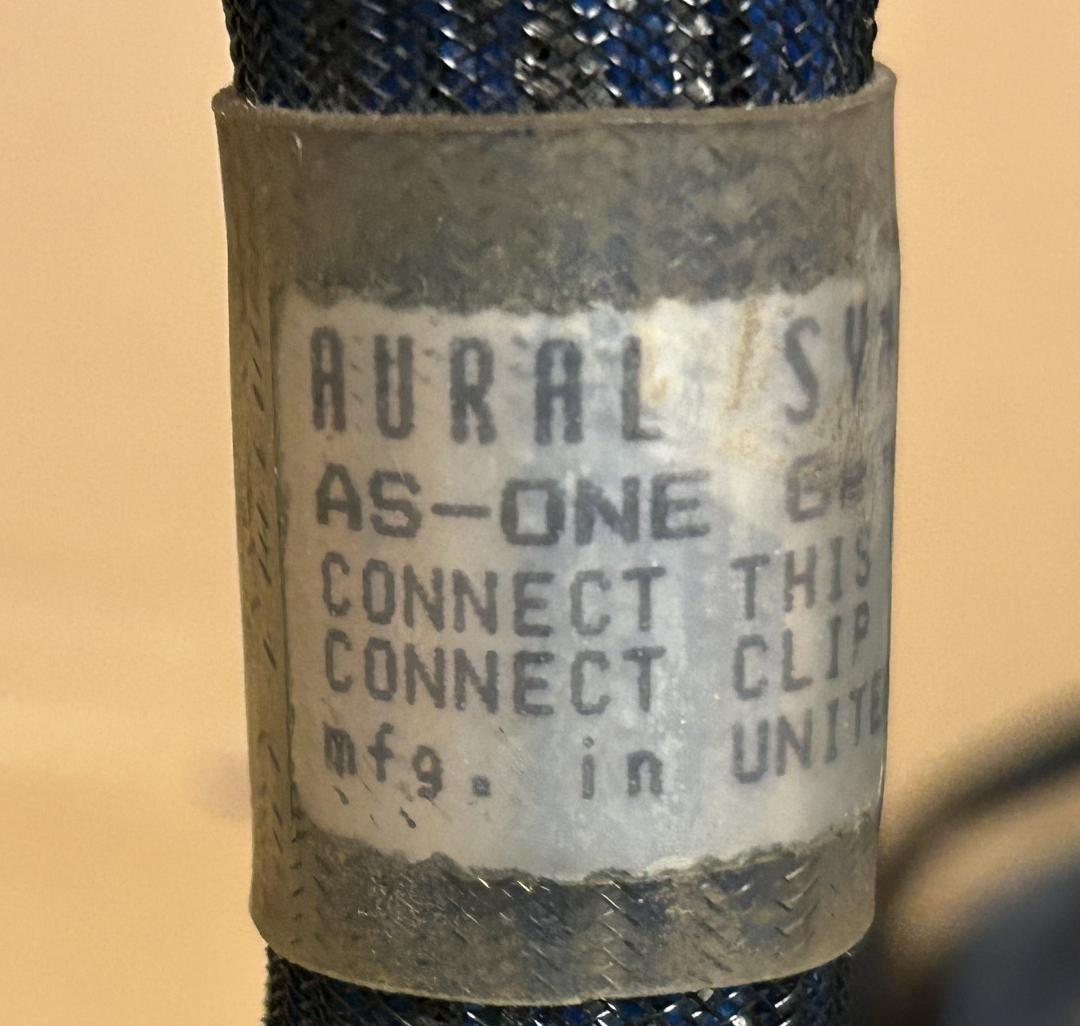 AURAL
AS-ONE
CONNECT THIS
CONNECT CLIP
mfg. in